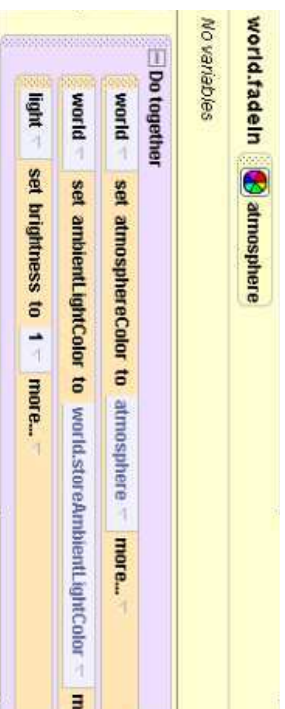 world.fadeIn atmosphere
No variables
Do together
world set atmosphereColor to atmosphere more...
world set ambientLightColor to world.storeAmbientLightColor m
light set brightness to 1 more...